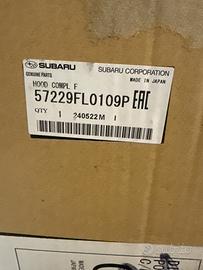 SUBARU
GENUINE PARTS
SUBARU CORPORATION
MADE IN JAPAN
HOOD COMPL F
57229FL0109P EAC
QTY 1 240522M I